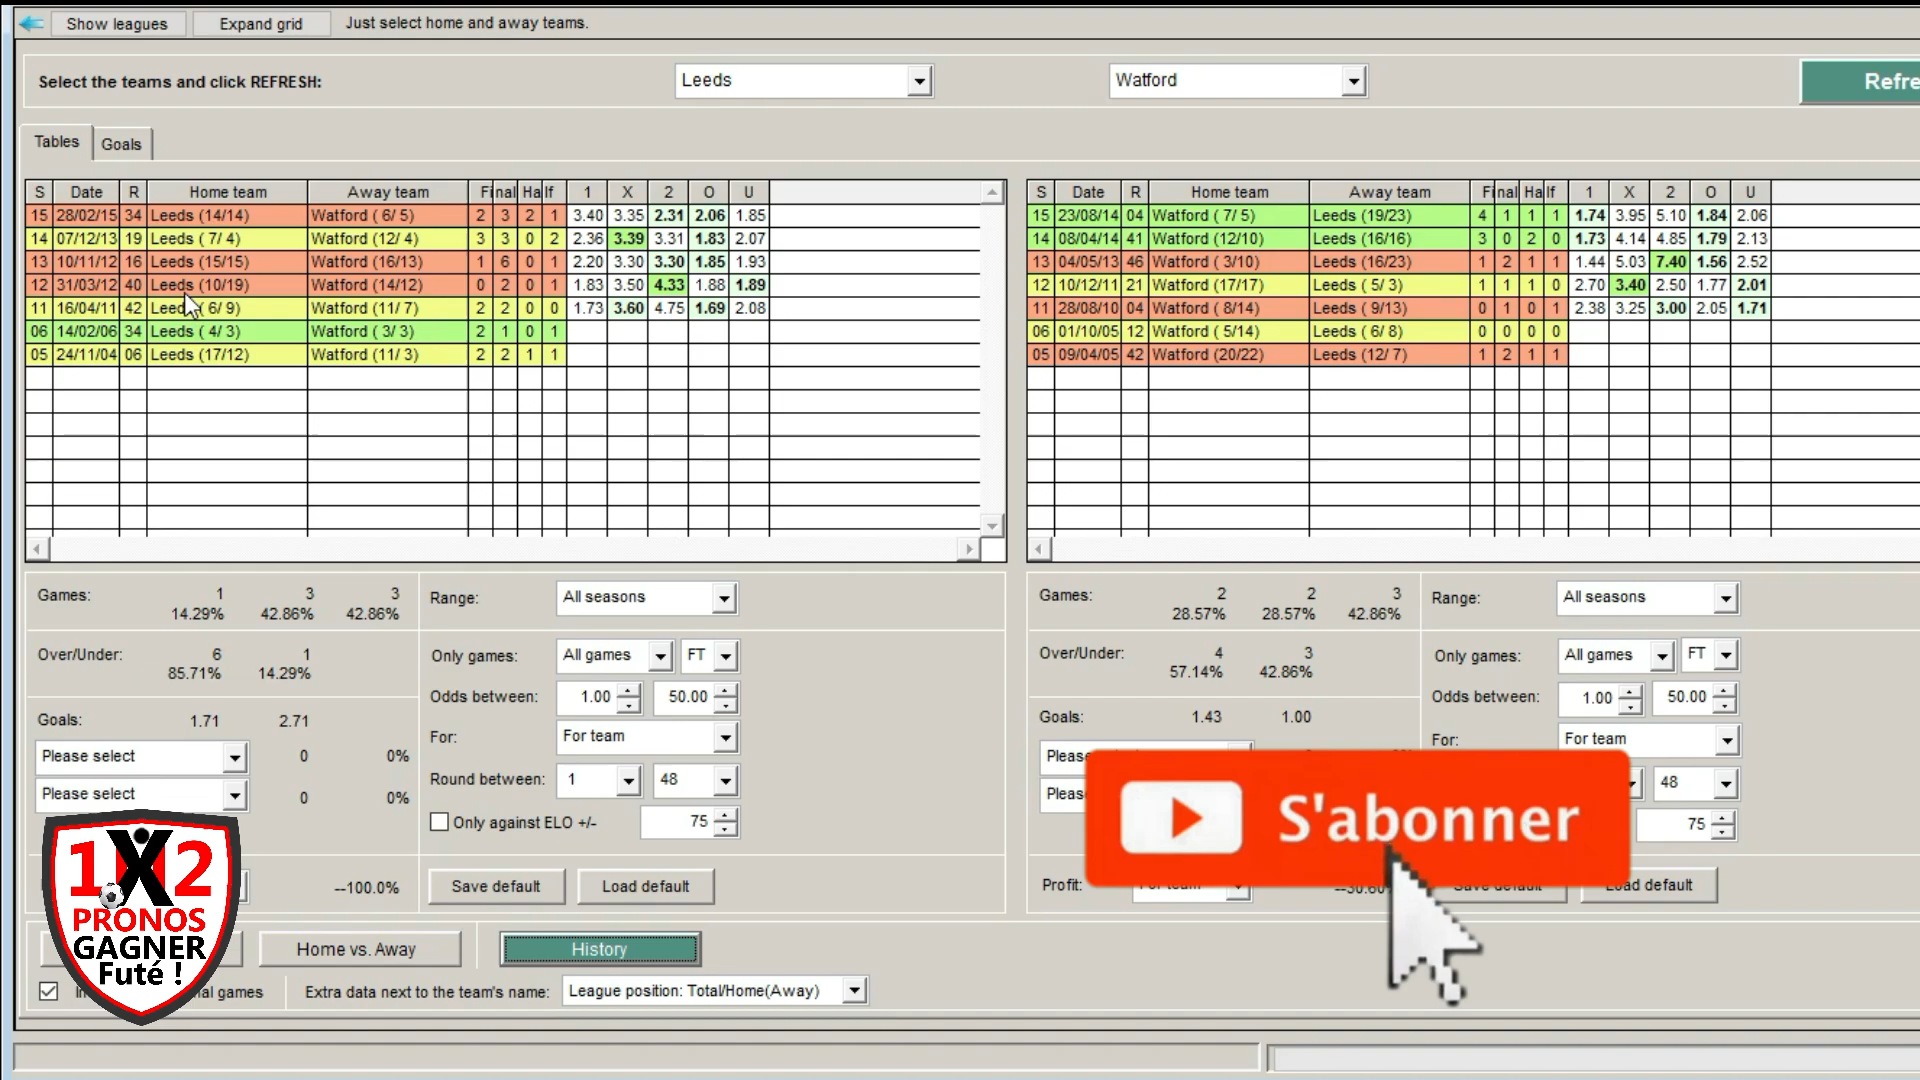 Show leagues Expand grid Just select home and away teams.
Select the teams and click REFRESH: Leeds Watford Refre
Tables Goals
S Date R Home team Away team Final Half 1 X 2 O U
15 28/02/15 34 Leeds (14/14) Watford ( 6/ 5) 2 3 2 1 3.40 3.35 2.31 2.06 1.85
14 07/12/13 19 Leeds ( 7/ 4) Watford (12/ 4) 3 3 0 2 2.36 3.39 3.31 1.83 2.07
13 10/11/12 16 Leeds (15/15) Watford (16/13) 1 6 0 1 2.20 3.30 3.30 1.85 1.93
12 31/03/12 40 Leeds (10/19) Watford (14/12) 0 2 0 1 1.83 3.50 4.33 1.88 1.89
11 16/04/11 42 Leeds ( 6/ 9) Watford (11/ 7) 2 2 0 0 1.73 3.60 4.75 1.69 2.08
06 14/02/06 34 Leeds ( 4/ 3) Watford ( 3/ 3) 2 1 0 1
05 24/11/04 06 Leeds (17/12) Watford (11/ 3) 2 2 1 1
S Date R Home team Away team Final Half 1 X 2 O U
15 23/08/14 04 Watford ( 7/ 5) Leeds (19/23) 4 1 1 1 1.74 3.95 5.10 1.84 2.06
14 08/04/14 41 Watford (12/10) Leeds (16/16) 3 0 2 0 1.73 4.14 4.85 1.79 2.13
13 04/05/13 46 Watford ( 3/10) Leeds (16/23) 1 2 1 1 1.44 5.03 7.40 1.56 2.52
12 10/12/11 21 Watford (17/17) Leeds ( 5/ 3) 1 1 1 0 2.70 3.40 2.50 1.77 2.01
11 28/08/10 04 Watford ( 8/14) Leeds ( 9/13) 0 1 0 1 2.38 3.25 3.00 2.05 1.71
06 01/10/05 12 Watford ( 5/14) Leeds ( 6/ 8) 0 0 0 0
05 09/04/05 42 Watford (20/22) Leeds (12/ 7) 1 2 1 1
Games: 1 3 3
14.29% 42.86% 42.86%
Over/Under: 6 1
85.71% 14.29%
Goals: 1.71 2.71
Please select 0 0%
Please select 0 0%
--100.0%
Range: All seasons
Only games: All games FT
Odds between: 1.00 50.00
For: For team
Round between: 1 48
Only against ELO +/- 75
Save default Load default
Games: 2 2 3
28.57% 28.57% 42.86%
Over/Under: 4 3
57.14% 42.86%
Goals: 1.43 1.00
Pleas
Pleas
Profit:
Range: All seasons
Only games: All games FT
Odds between: 1.00 50.00
For: For team
48
75
Save default Load default
S'abonner
1X2
PRONOS
GAGNER
Futé !
Home vs. Away History
games Extra data next to the team's name: League position: Total/Home(Away)